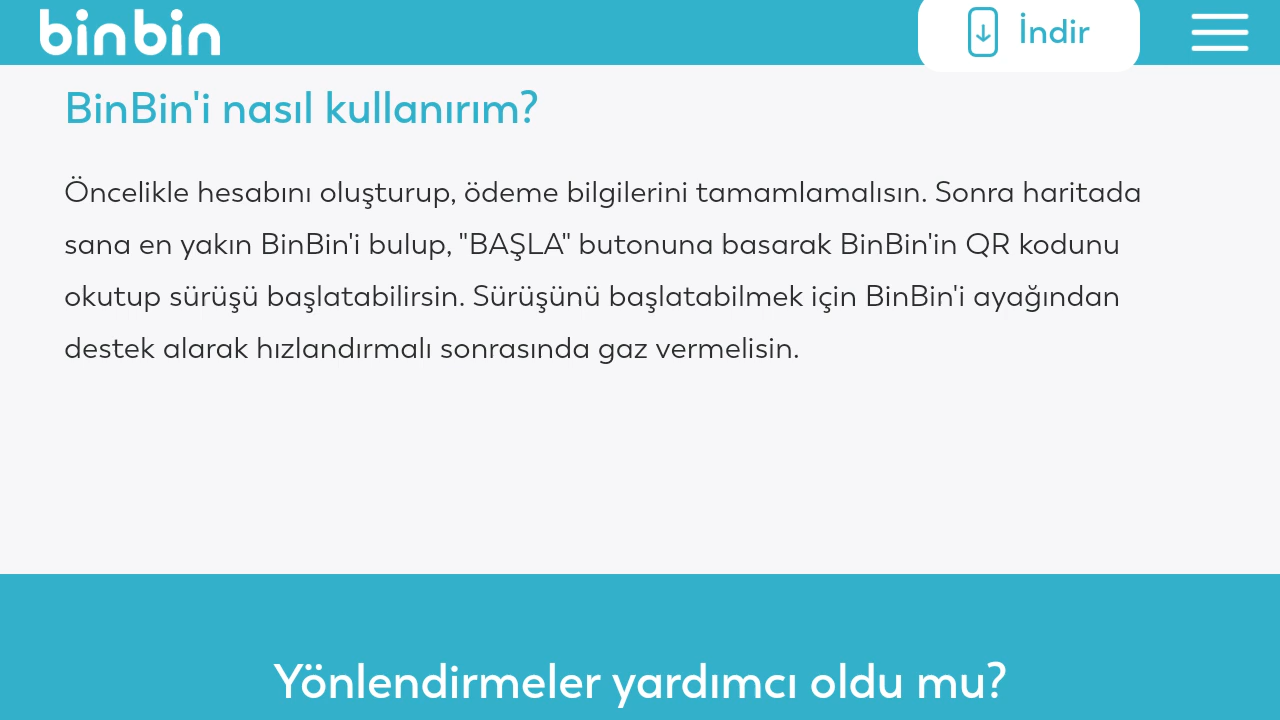 binbin
İndir
BinBin'i nasıl kullanırım?
Öncelikle hesabını oluşturup, ödeme bilgilerini tamamlamalısın. Sonra haritada
sana en yakın BinBin'i bulup, "BAŞLA" butonuna basarak BinBin'in QR kodunu
okutup sürüşü başlatabilirsin. Sürüşünü başlatabilmek için BinBin'i ayağından
destek alarak hızlandırmalı sonrasında gaz vermelisin.
Yönlendirmeler yardımcı oldu mu?